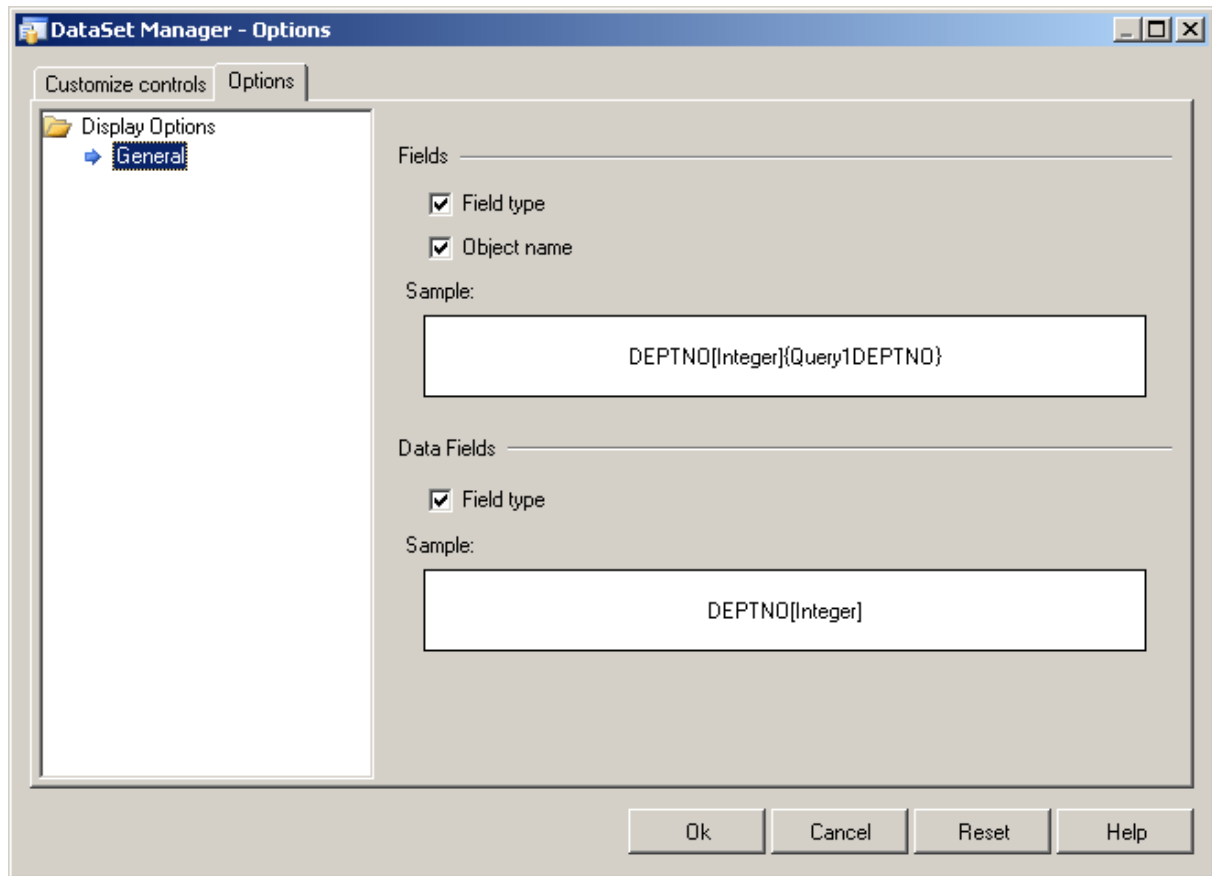 DataSet Manager - Options
Customize controls
Options
Display Options
General
Fields
Field type
Object name
Sample:
DEPTNO[Integer]{Query1DEPTNO}
Data Fields
Field type
Sample:
DEPTNO[Integer]
Ok
Cancel
Reset
Help